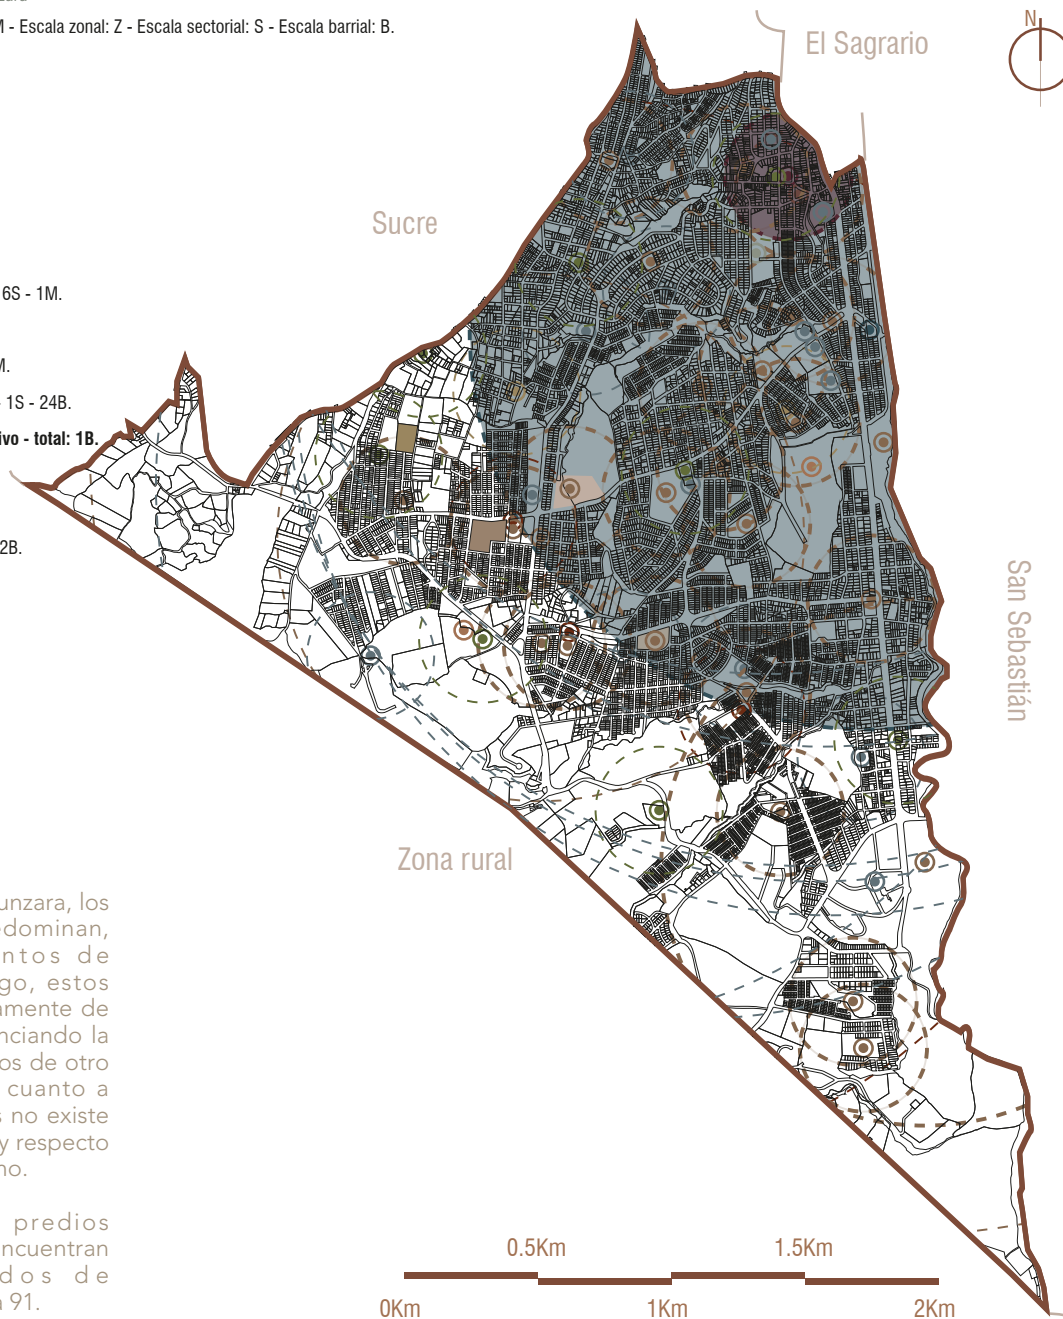 M - Escala zonal: Z - Escala sectorial: S - Escala barrial: B.
El Sagrario
N
Sucre
6S - 1M.
M.
1S - 24B.
ivo - total: 1B.
2B.
San Sebastián
Zona rural
unzara, los
edominan,
ntos de
go, estos
amente de
nciando la
os de otro
cuanto a
s no existe
y respecto
no.
predios
ncuentran
dos de
a 91.
0.5Km
1.5Km
0Km
1Km
2Km